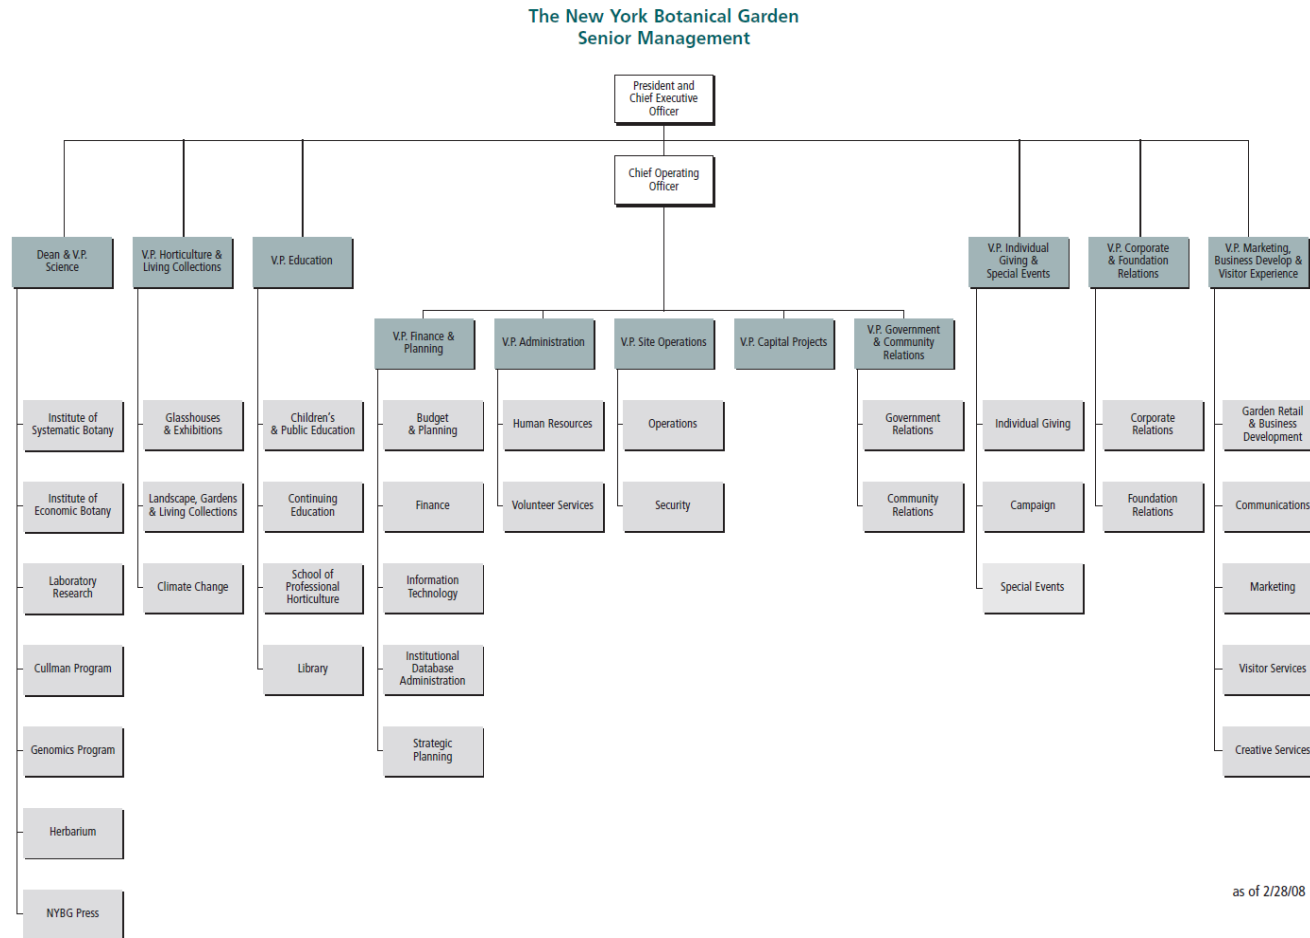 The New York Botanical Garden
Senior Management
President and
Chief Executive
Officer
Chief Operating
Officer
Dean & V.P.
Science
V.P. Horticulture &
Living Collections
V.P. Education
V.P. Individual
Giving &
Special Events
V.P. Corporate
& Foundation
Relations
V.P. Marketing,
Business Develop &
Visitor Experience
V.P. Finance &
Planning
V.P. Administration
V.P. Site Operations
V.P. Capital Projects
V.P. Government
& Community
Relations
Institute of
Systematic Botany
Glasshouses
& Exhibitions
Children's
& Public Education
Budget
& Planning
Human Resources
Operations
Government
Relations
Individual Giving
Corporate
Relations
Garden Retail
& Business
Development
Institute of
Economic Botany
Landscape, Gardens
& Living Collections
Continuing
Education
Finance
Volunteer Services
Security
Community
Relations
Campaign
Foundation
Relations
Communications
Laboratory
Research
Climate Change
School of
Professional
Horticulture
Information
Technology
Special Events
Marketing
Cullman Program
Library
Institutional
Database
Administration
Visitor Services
Genomics Program
Strategic
Planning
Creative Services
Herbarium
NYBG Press
as of 2/28/08